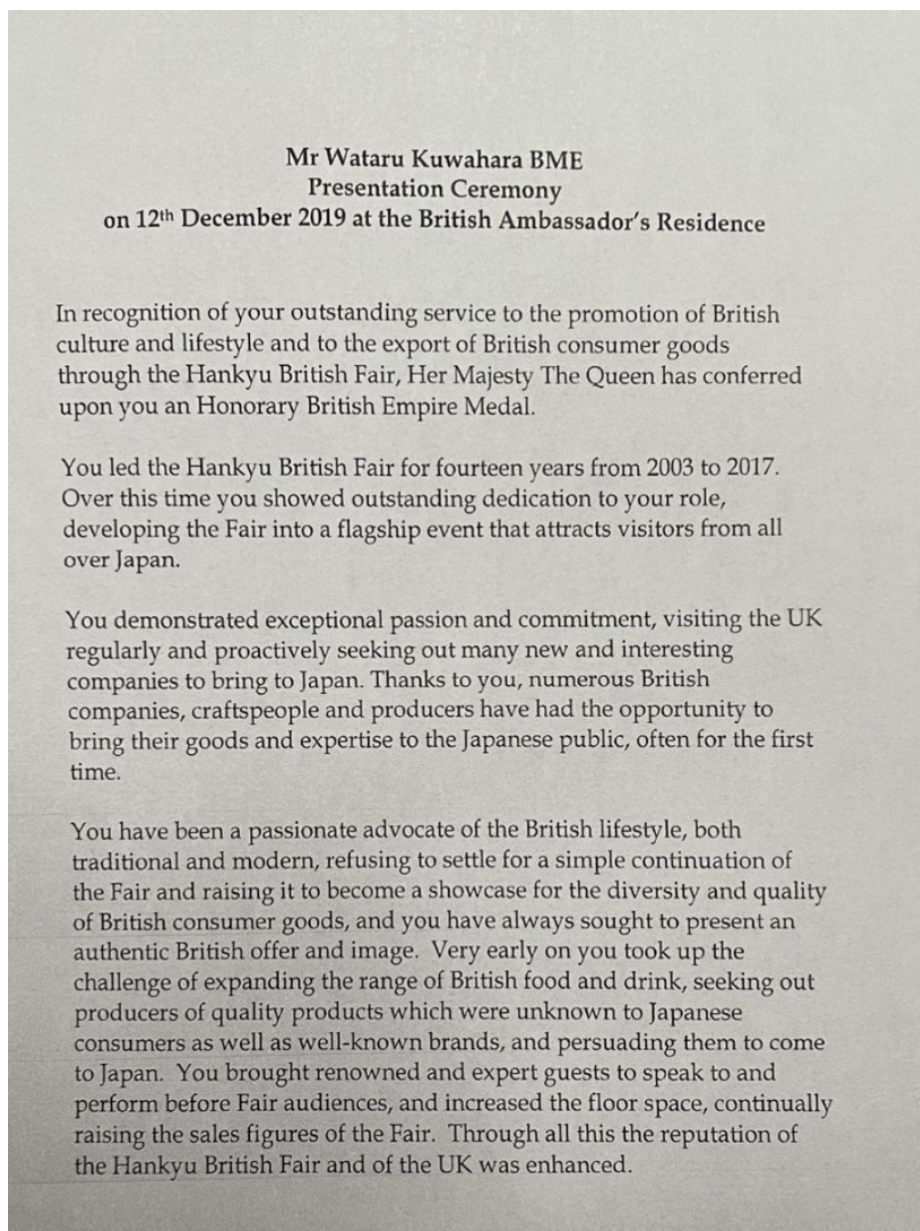 Mr Wataru Kuwahara BME
Presentation Ceremony
on 12th December 2019 at the British Ambassador's Residence
In recognition of your outstanding service to the promotion of British
culture and lifestyle and to the export of British consumer goods
through the Hankyu British Fair, Her Majesty The Queen has conferred
upon you an Honorary British Empire Medal.
You led the Hankyu British Fair for fourteen years from 2003 to 2017.
Over this time you showed outstanding dedication to your role,
developing the Fair into a flagship event that attracts visitors from all
over Japan.
You demonstrated exceptional passion and commitment, visiting the UK
regularly and proactively seeking out many new and interesting
companies to bring to Japan. Thanks to you, numerous British
companies, craftspeople and producers have had the opportunity to
bring their goods and expertise to the Japanese public, often for the first
time.
You have been a passionate advocate of the British lifestyle, both
traditional and modern, refusing to settle for a simple continuation of
the Fair and raising it to become a showcase for the diversity and quality
of British consumer goods, and you have always sought to present an
authentic British offer and image. Very early on you took up the
challenge of expanding the range of British food and drink, seeking out
producers of quality products which were unknown to Japanese
consumers as well as well-known brands, and persuading them to come
to Japan. You brought renowned and expert guests to speak to and
perform before Fair audiences, and increased the floor space, continually
raising the sales figures of the Fair. Through all this the reputation of
the Hankyu British Fair and of the UK was enhanced.